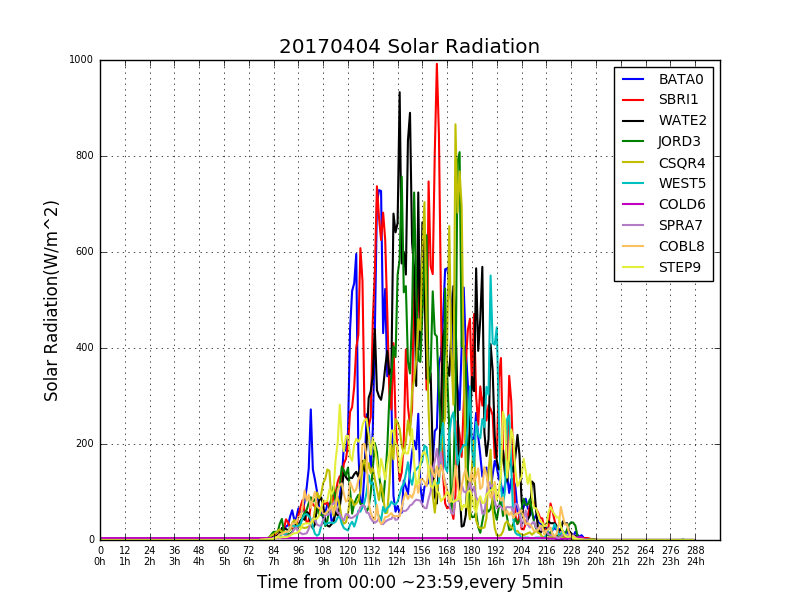 20170404 Solar Radiation
1000
800
600
400
200
0
Solar Radiation(W/m^2)
BATA0
SBRI1
WATE2
JORD3
CSQR4
WEST5
COLD6
SPRA7
COBL8
STEP9
0 12 24 36 48 60 72 84 96 108 120 132 144 156 168 180 192 204 216 228 240 252 264 276 288
0h 1h 2h 3h 4h 5h 6h 7h 8h 9h 10h 11h 12h 13h 14h 15h 16h 17h 18h 19h 20h 21h 22h 23h 24h
Time from 00:00 ~23:59,every 5min